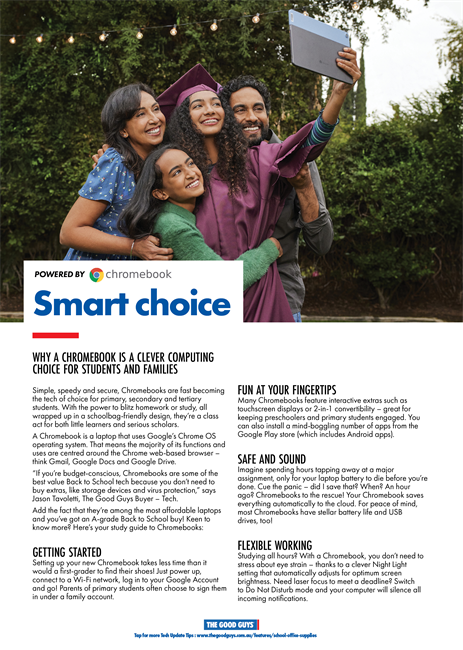 POWERED BY chromebook
Smart choice
WHY A CHROMEBOOK IS A CLEVER COMPUTING
CHOICE FOR STUDENTS AND FAMILIES
Simple, speedy and secure, Chromebooks are fast becoming
the tech of choice for primary, secondary and tertiary
students. With the power to blitz homework or study, all
wrapped up in a schoolbag-friendly design, they're a class
act for both little learners and serious scholars.
A Chromebook is a laptop that uses Google's Chrome OS
operating system. That means the majority of its functions and
uses are centred around the Chrome web-based browser –
think Gmail, Google Docs and Google Drive.
"If you're budget-conscious, Chromebooks are some of the
best value Back to School tech because you don't need to
buy extras, like storage devices and virus protection," says
Jason Tavoletti, The Good Guys Buyer – Tech.
Add the fact that they're among the most affordable laptops
and you've got an A-grade Back to School buy! Keen to
know more? Here's your study guide to Chromebooks:
GETTING STARTED
Setting up your new Chromebook takes less time than it
would a first-grader to find their shoes! Just power up,
connect to a Wi-Fi network, log in to your Google Account
and go! Parents of primary students often choose to sign them
in under a family account.
FUN AT YOUR FINGERTIPS
Many Chromebooks feature interactive extras such as
touchscreen displays or 2-in-1 convertibility – great for
keeping preschoolers and primary students engaged. You
can also install a mind-boggling number of apps from the
Google Play store (which includes Android apps).
SAFE AND SOUND
Imagine spending hours tapping away at a major
assignment, only for your laptop battery to die before you're
done. Cue the panic – did I save that? When? An hour
ago? Chromebooks to the rescue! Your Chromebook saves
everything automatically to the cloud. For peace of mind,
most Chromebooks have stellar battery life and USB
drives, too!
FLEXIBLE WORKING
Studying all hours? With a Chromebook, you don't need to
stress about eye strain – thanks to a clever Night Light
setting that automatically adjusts for optimum screen
brightness. Need laser focus to meet a deadline? Switch
to Do Not Disturb mode and your computer will silence all
incoming notifications.
THE GOOD GUYS
Tap for more Tech Update Tips : www.thegoodguys.com.au/features/school-office-supplies